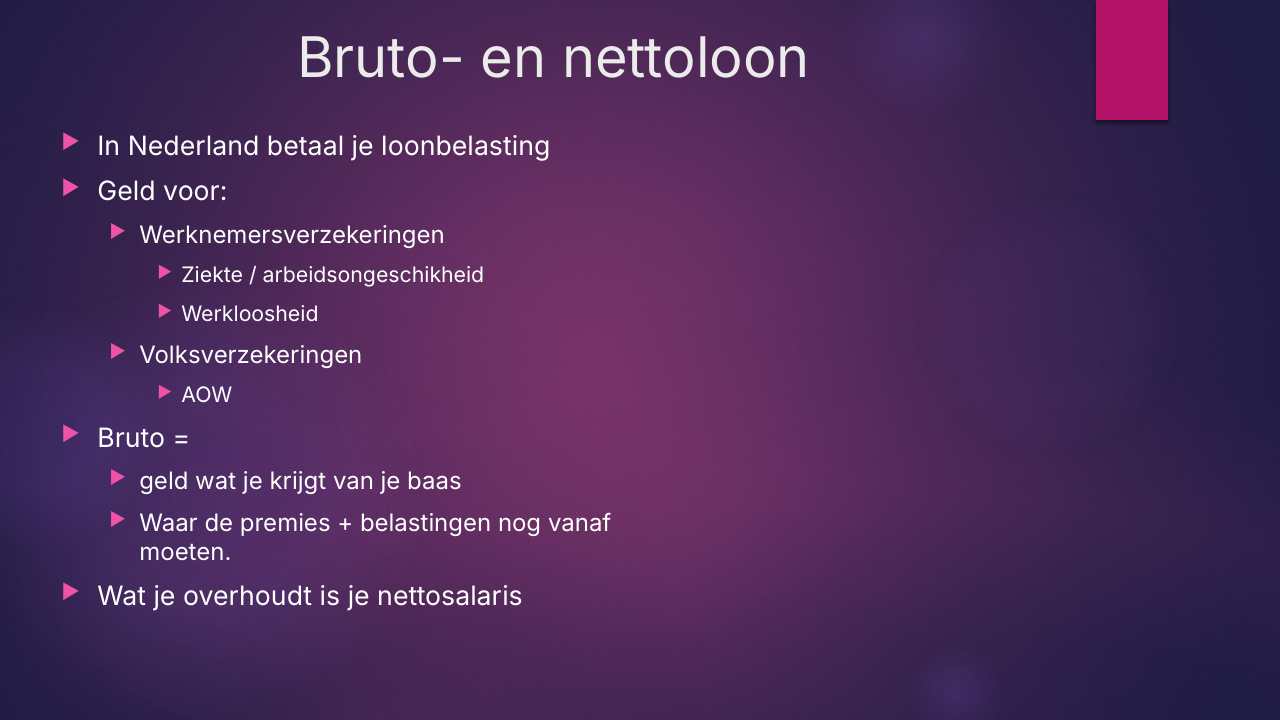 Bruto- en nettoloon
In Nederland betaal je loonbelasting
Geld voor:
Werknemersverzekeringen
Ziekte / arbeidsongeschikheid
Werkloosheid
Volksverzekeringen
AOW
Bruto =
geld wat je krijgt van je baas
Waar de premies + belastingen nog vanaf
moeten.
Wat je overhoudt is je nettosalaris